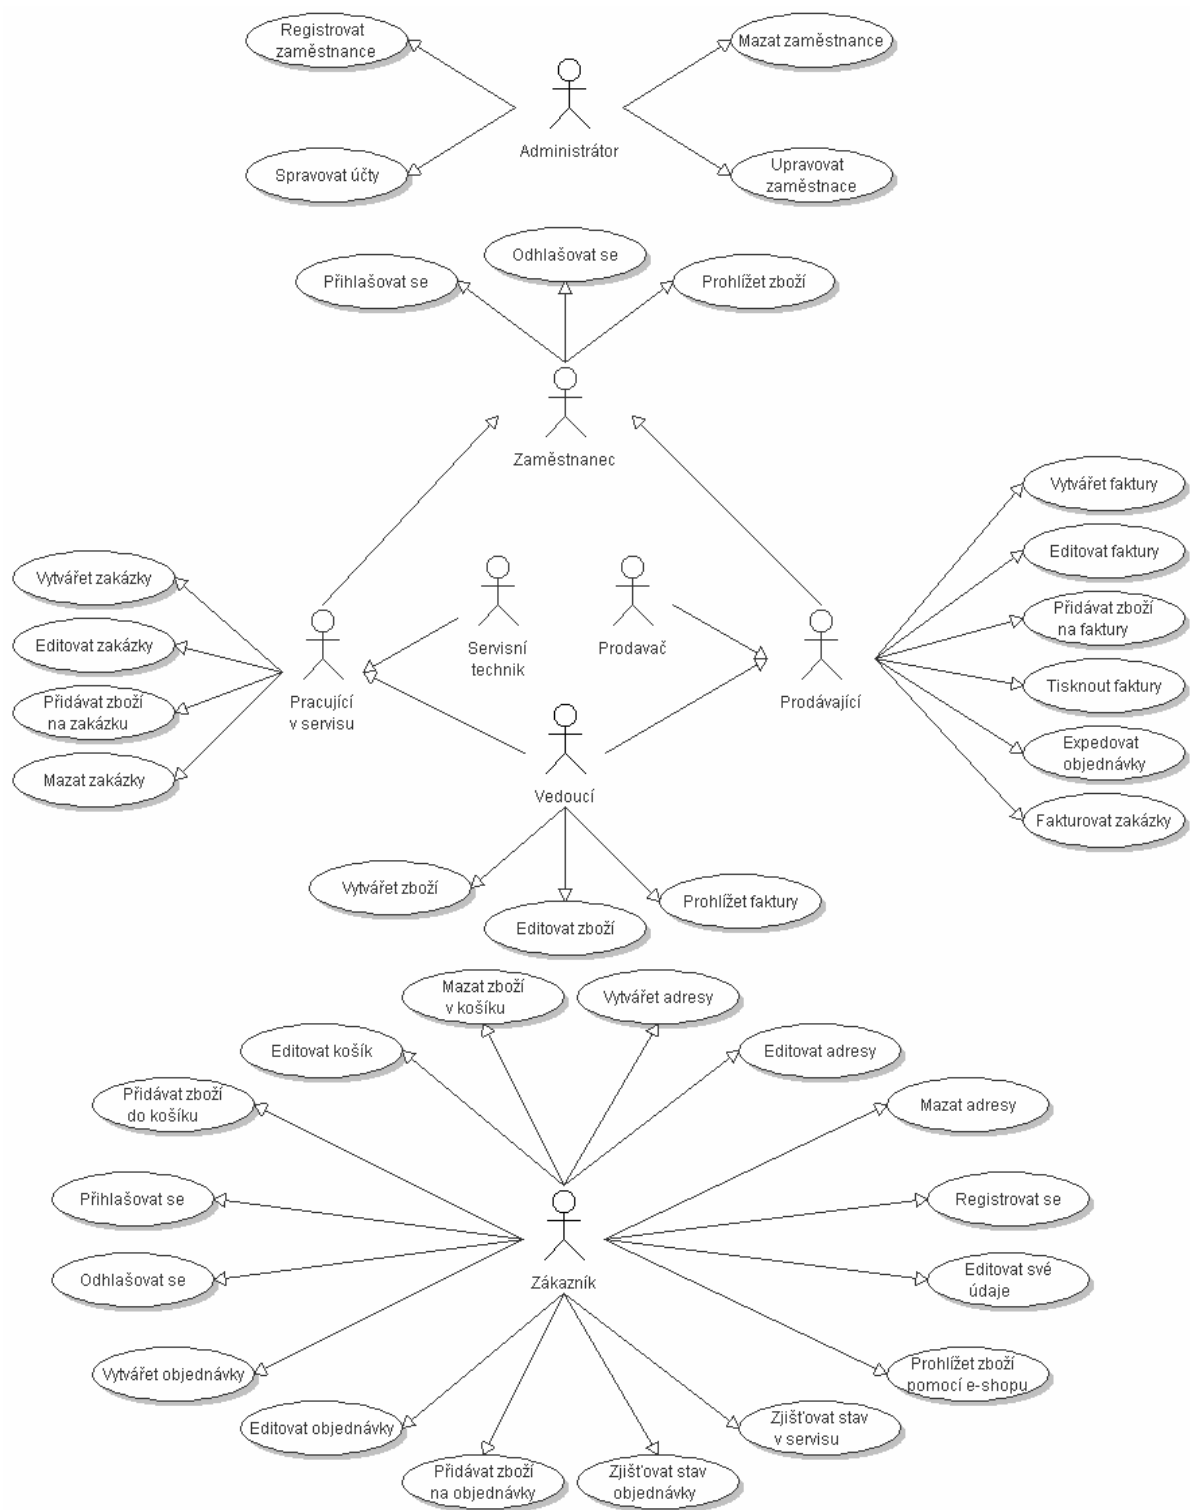 Registrovat
zaměstnance
Mazat zaměstnance
Administrátor
Spravovat účty
Upravovat
zaměstnace
Odhlašovat se
Přihlašovat se
Prohlížet zboží
Zaměstnanec
Vytvářet faktury
Editovat faktury
Vytvářet zakázky
Přidávat zboží
na faktury
Editovat zakázky
Servisní
technik
Prodavač
Pracující
v servisu
Prodávající
Tisknout faktury
Přidávát zboží
na zakázku
Expedovat
objednávky
Mazat zakázky
Vedoucí
Fakturovat zakázky
Vytvářet zboží
Prohlížet faktury
Editovat zboží
Mazat zboží
v košíku
Vytvářet adresy
Editovat košík
Editovat adresy
Přidávat zboží
do košíku
Mazat adresy
Přihlašovat se
Registrovat se
Odhlašovat se
Zákazník
Editovat své
údaje
Vytvářet objednávky
Prohlížet zboží
pomocí e-shopu
Editovat objednávky
Zjišťovat stav
v servisu
Přidávat zboží
na objednávky
Zjišťovat stav
objednávky